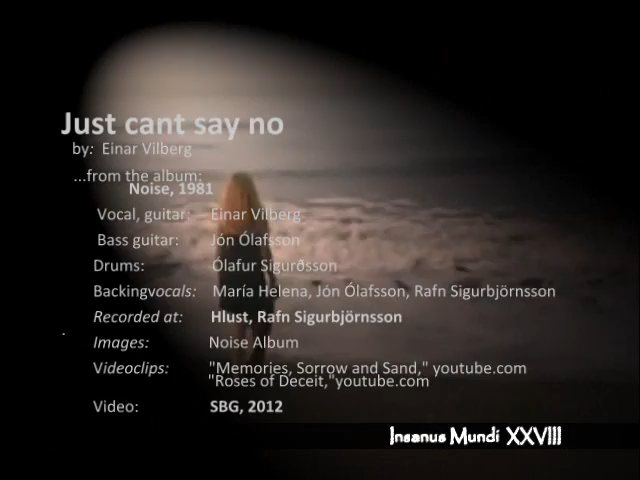 Just cant say no
by: Einar Vilberg
...from the album:
Noise, 1981
Vocal, guitar: Einar Vilberg
Bass guitar: Jón Ólafsson
Drums: Ólafur Sigurðsson
Backingvocals: María Helena, Jón Ólafsson, Rafn Sigurbjörnsson
Recorded at: Hlust, Rafn Sigurbjörnsson
.
Images: Noise Album
Videoclips: "Memories, Sorrow and Sand," youtube.com
"Roses of Deceit,"youtube.com
Video: SBG, 2012
Insanus Mundi XXVIII